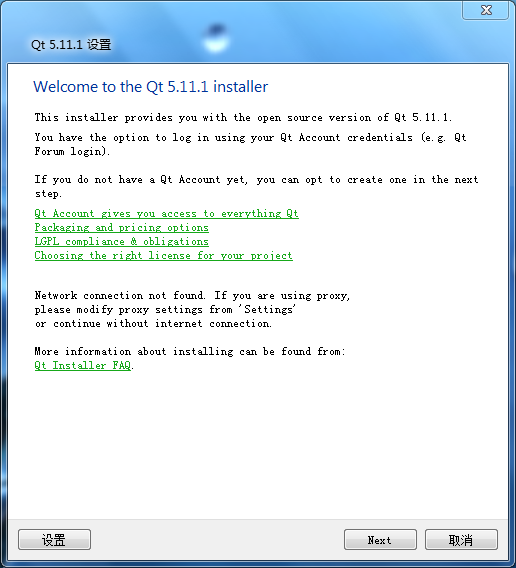 Qt 5.11.1 设置
Welcome to the Qt 5.11.1 installer
This installer provides you with the open source version of Qt 5.11.1.
You have the option to log in using your Qt Account credentials (e.g. Qt
Forum login).
If you do not have a Qt Account yet, you can opt to create one in the next
step.
Qt Account gives you access to everything Qt
Packaging and pricing options
LGPL compliance & obligations
Choosing the right license for your project
Network connection not found. If you are using proxy,
please modify proxy settings from 'Settings'
or continue without internet connection.
More information about installing can be found from:
Qt Installer FAQ.
设置 Next 取消